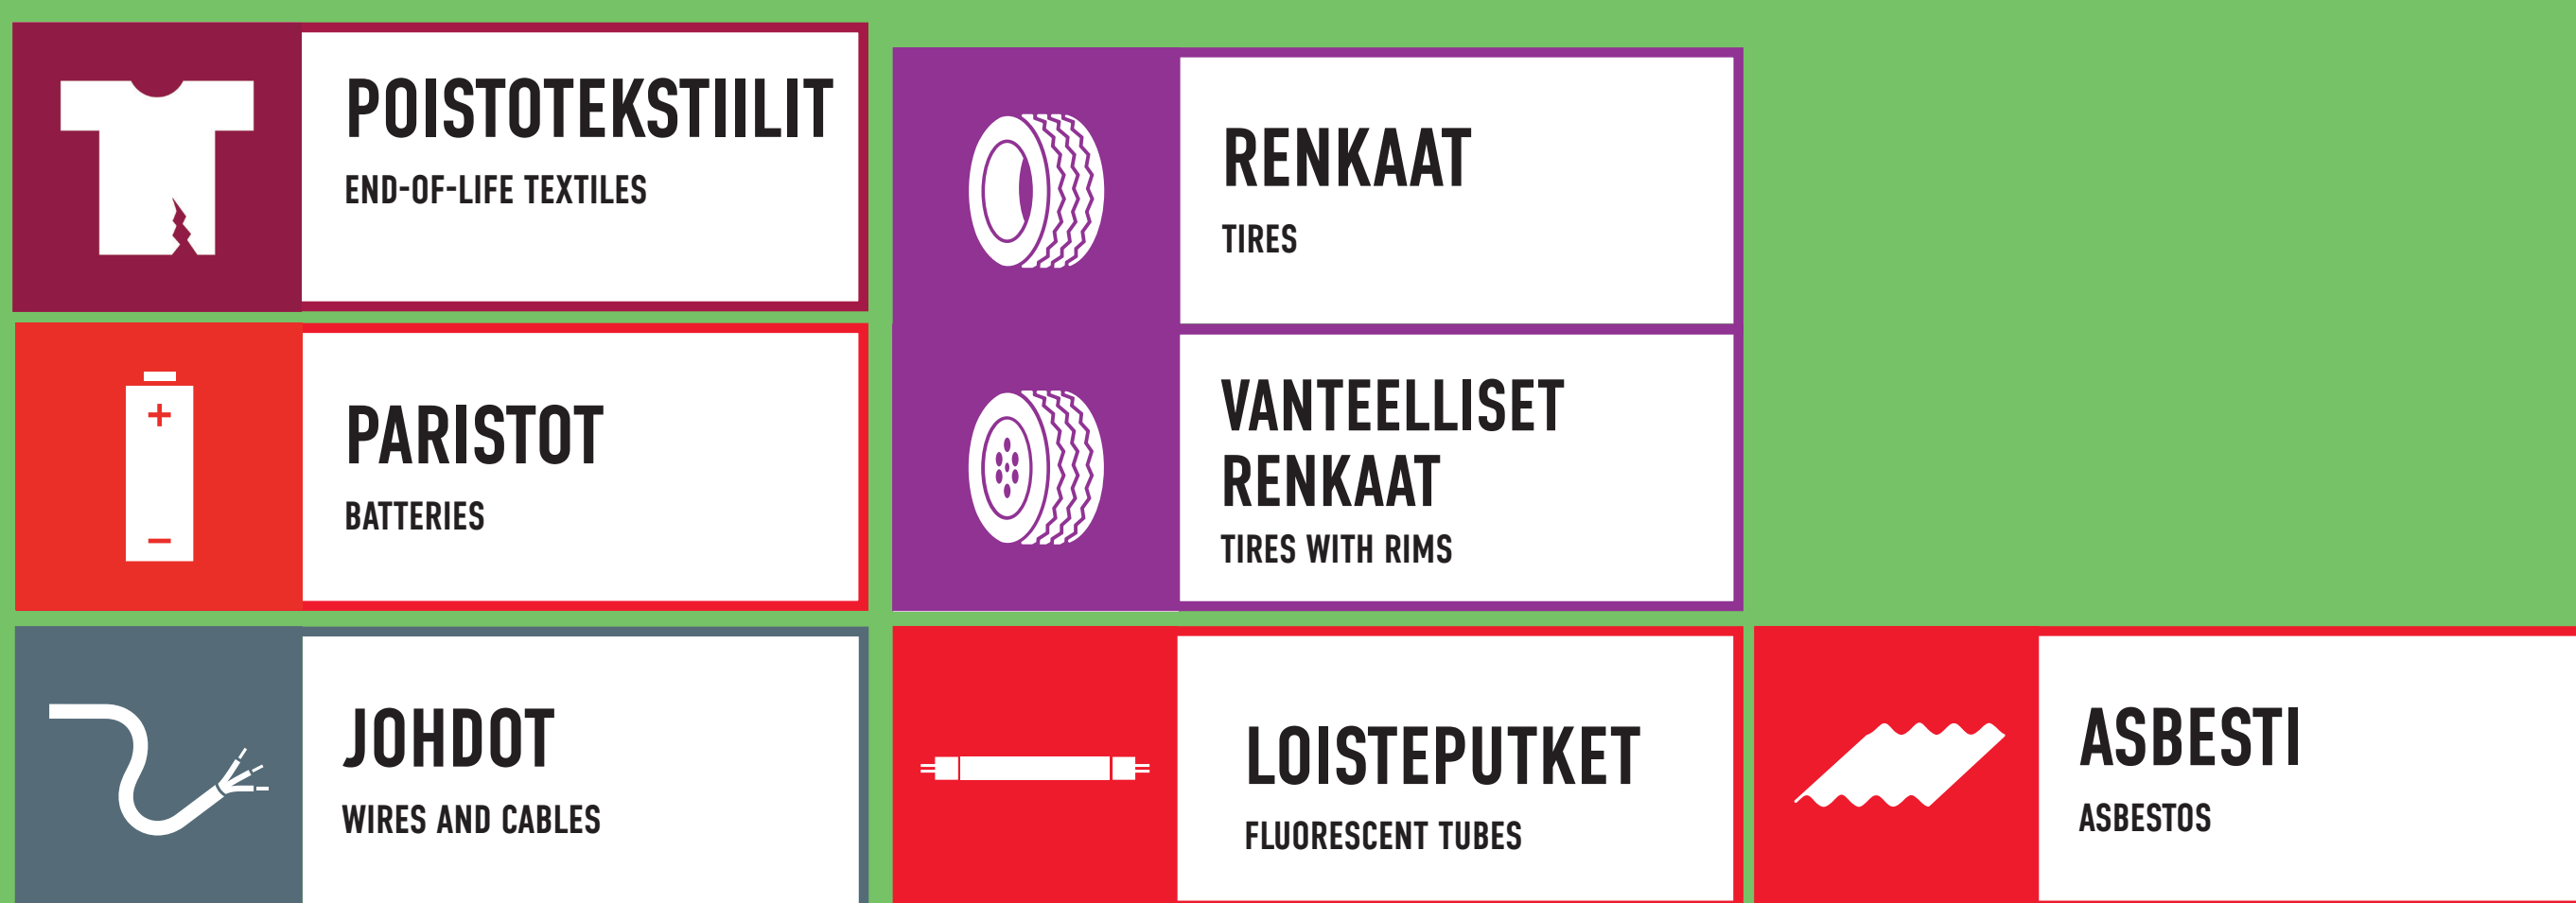 POISTOTEKSTIILIT
END-OF-LIFE TEXTILES
RENKAAT
TIRES
PARISTOT
BATTERIES
VANTEELLISET
RENKAAT
TIRES WITH RIMS
JOHDOT
WIRES AND CABLES
LOISTEPUTKET
FLUORESCENT TUBES
ASBESTI
ASBESTOS